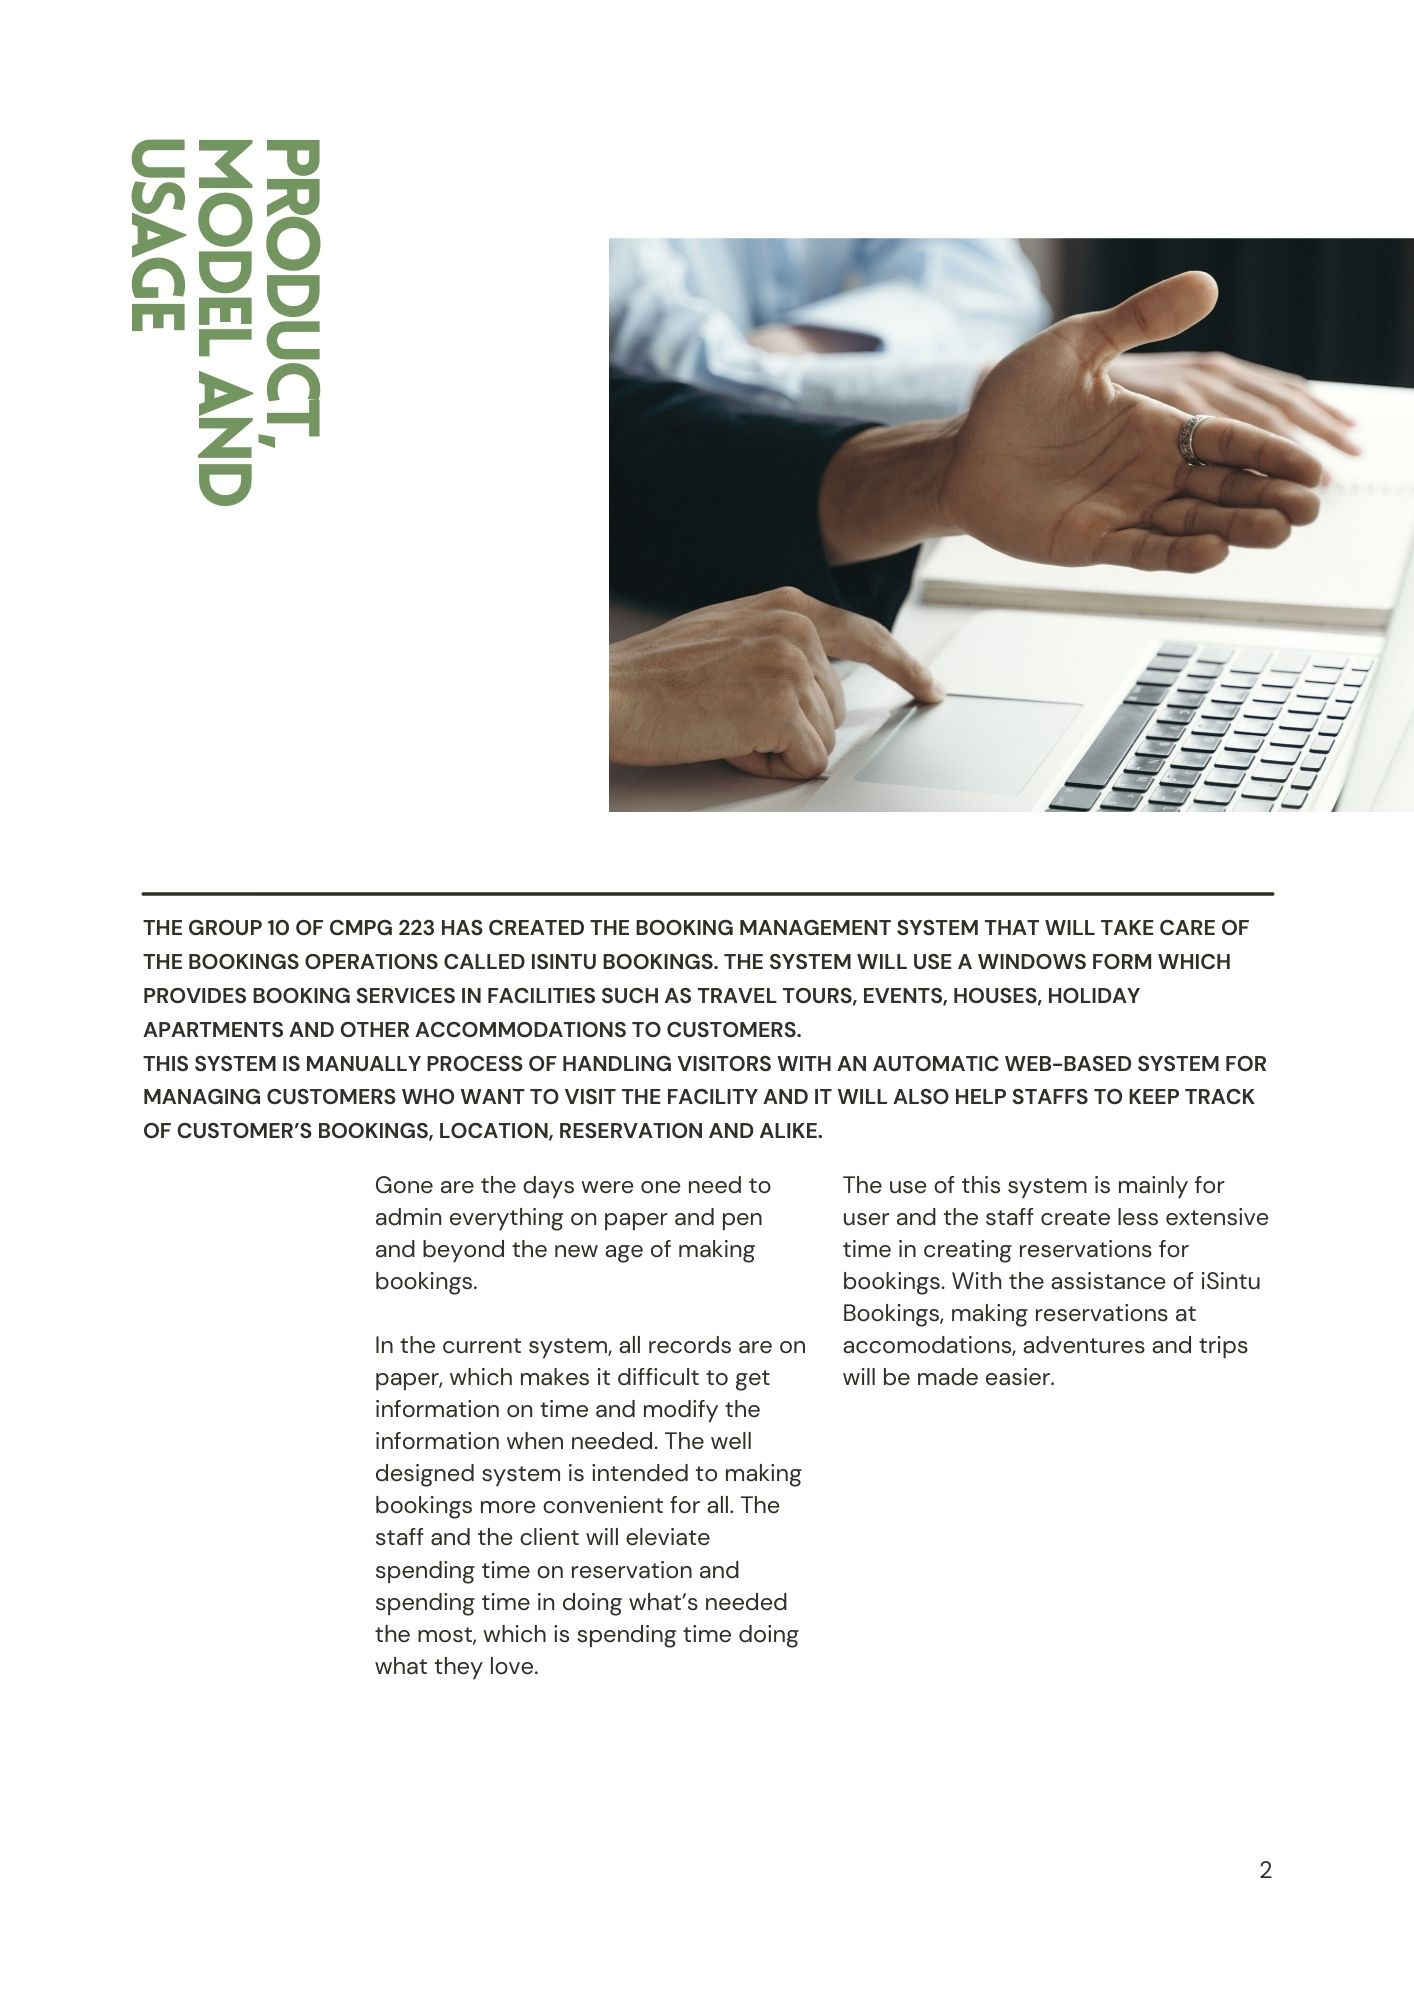 PRODUCT,
MODEL AND
USAGE
THE GROUP 10 OF CMPG 223 HAS CREATED THE BOOKING MANAGEMENT SYSTEM THAT WILL TAKE CARE OF
THE BOOKINGS OPERATIONS CALLED ISINTU BOOKINGS. THE SYSTEM WILL USE A WINDOWS FORM WHICH
PROVIDES BOOKING SERVICES IN FACILITIES SUCH AS TRAVEL TOURS, EVENTS, HOUSES, HOLIDAY
APARTMENTS AND OTHER ACCOMMODATIONS TO CUSTOMERS.
THIS SYSTEM IS MANUALLY PROCESS OF HANDLING VISITORS WITH AN AUTOMATIC WEB-BASED SYSTEM FOR
MANAGING CUSTOMERS WHO WANT TO VISIT THE FACILITY AND IT WILL ALSO HELP STAFFS TO KEEP TRACK
OF CUSTOMER’S BOOKINGS, LOCATION, RESERVATION AND ALIKE.
Gone are the days were one need to
admin everything on paper and pen
and beyond the new age of making
bookings.
In the current system, all records are on
paper, which makes it difficult to get
information on time and modify the
information when needed. The well
designed system is intended to making
bookings more convenient for all. The
staff and the client will eleviate
spending time on reservation and
spending time in doing what’s needed
the most, which is spending time doing
what they love.
The use of this system is mainly for
user and the staff create less extensive
time in creating reservations for
bookings. With the assistance of iSintu
Bookings, making reservations at
accomodations, adventures and trips
will be made easier.
2